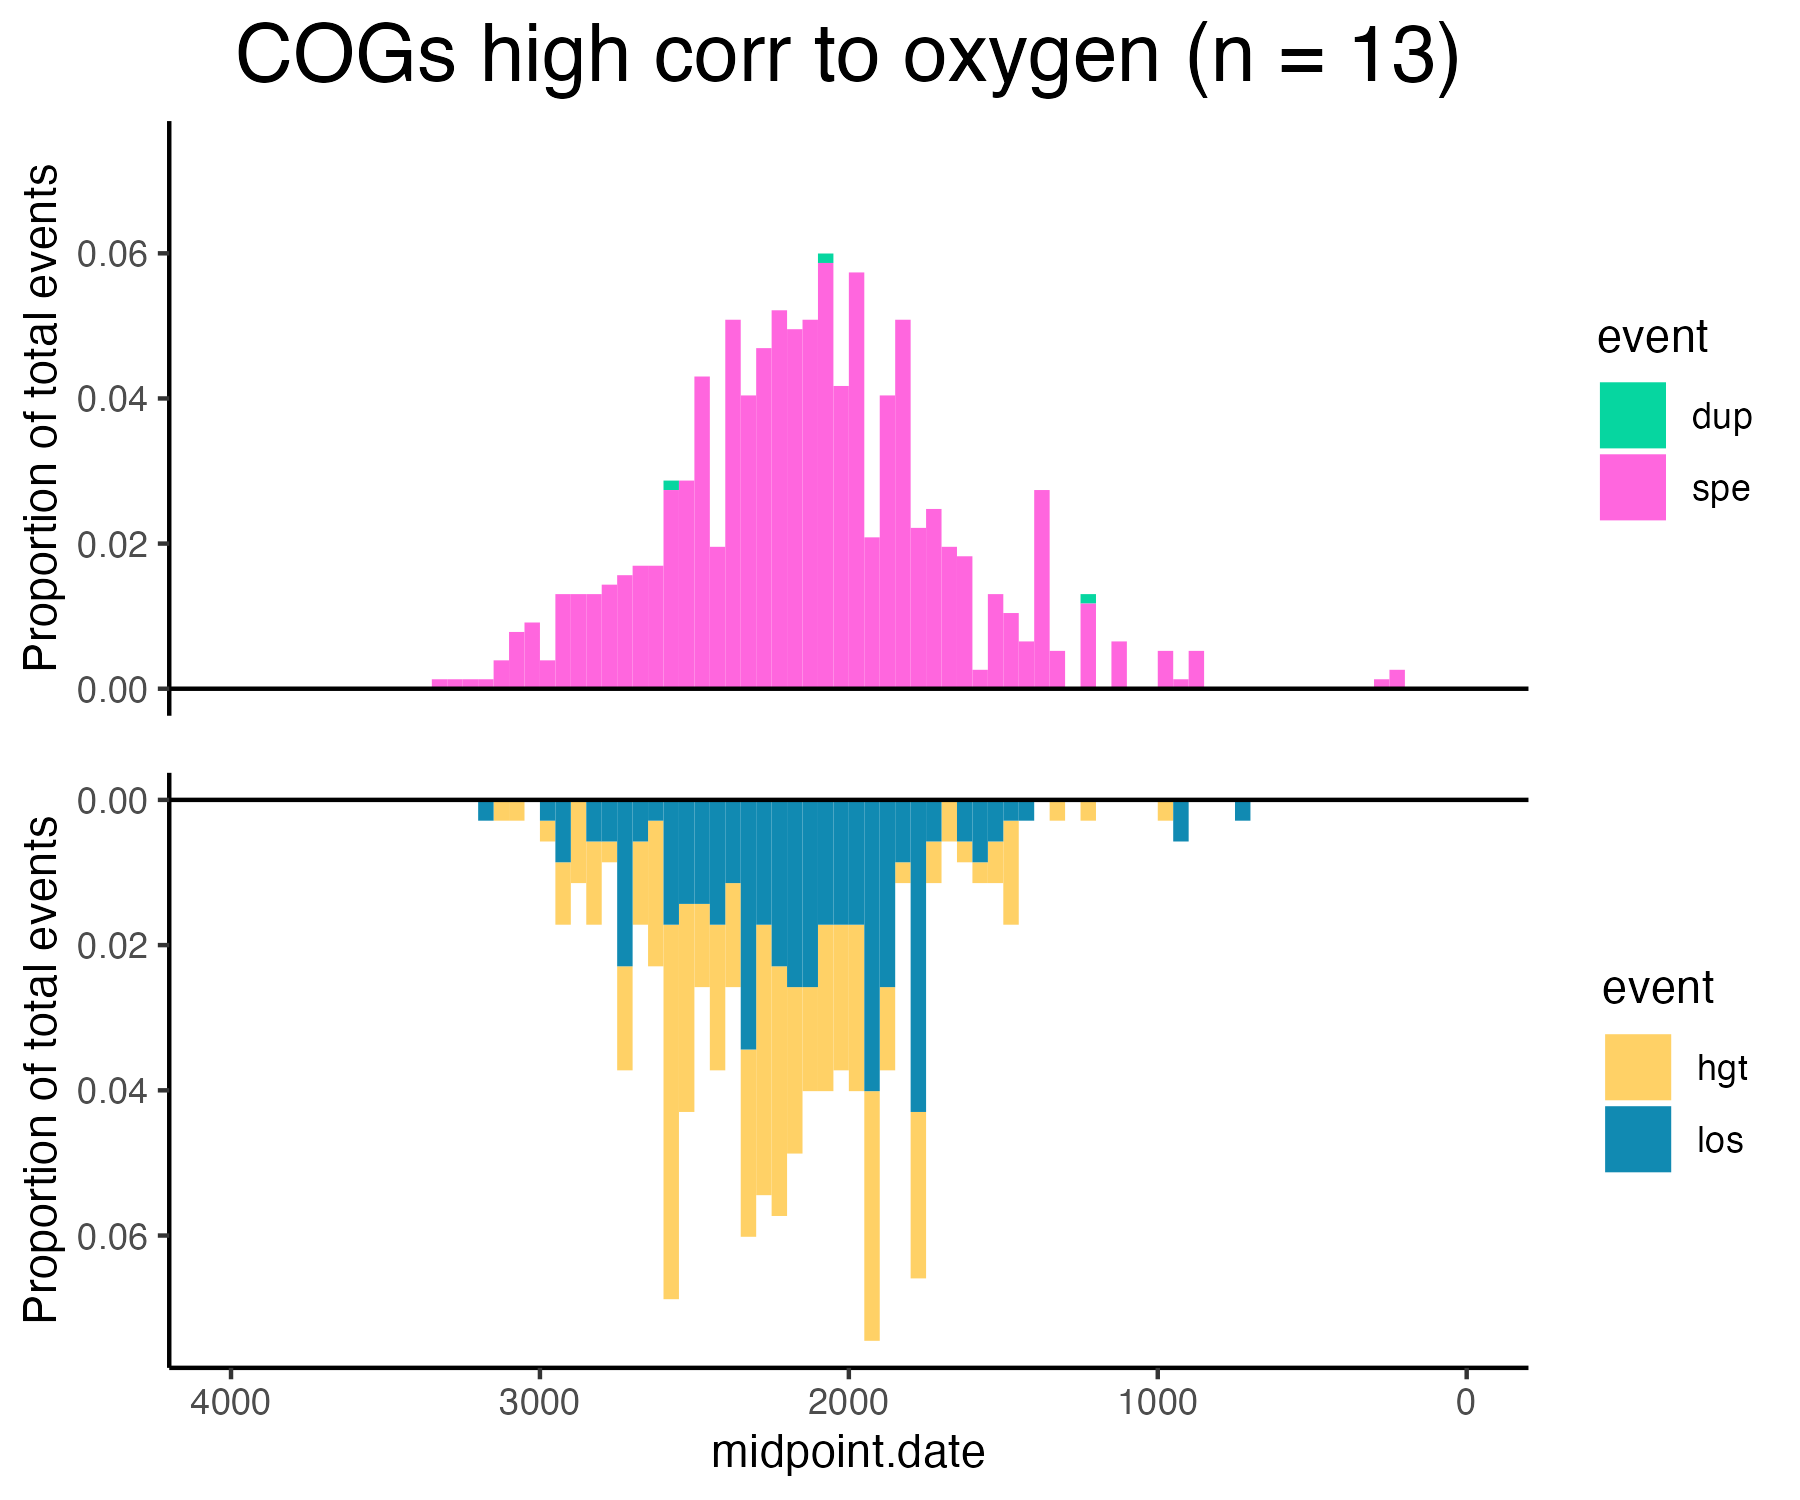 COGs high corr to oxygen (n = 13)
Proportion of total events
0.06
0.04
0.02
0.00
event
dup
spe
Proportion of total events
0.00
0.02
0.04
0.06
event
hgt
los
4000 3000 2000 1000 0
midpoint.date